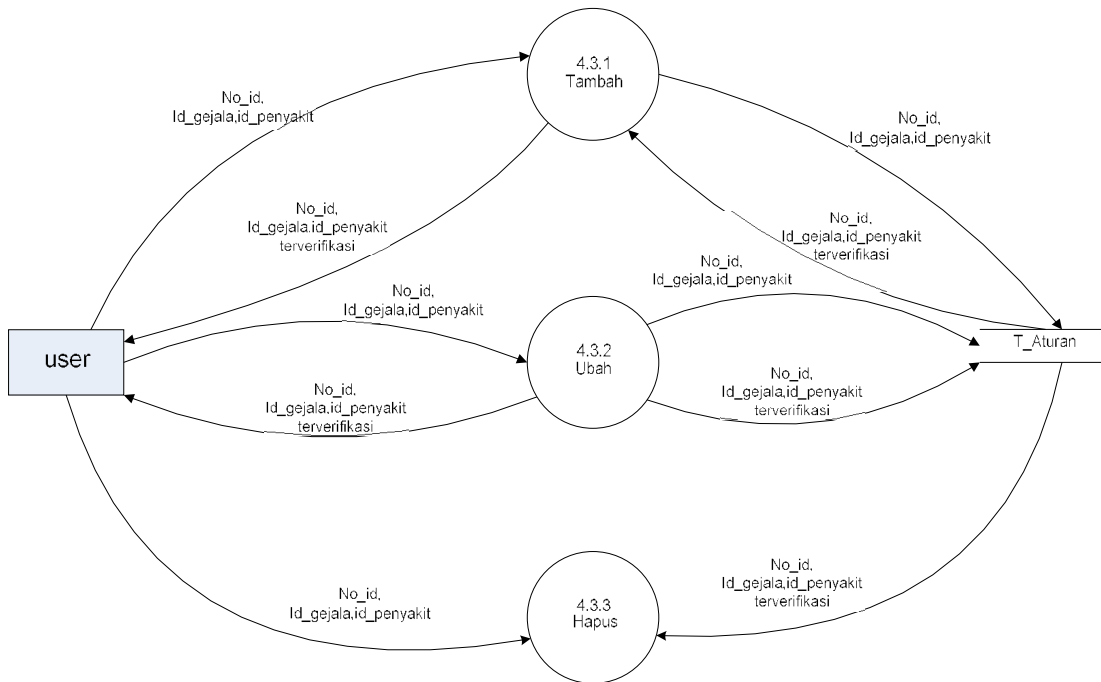 4.3.1
Tambah
No_id,
Id_gejala,id_penyakit
No_id,
Id_gejala,id_penyakit
No_id,
Id_gejala,id_penyakit
terverifikasi
No_id,
Id_gejala,id_penyakit
terverifikasi
No_id,
Id_gejala,id_penyakit
No_id,
Id_gejala,id_penyakit
user
4.3.2
Ubah
T_Aturan
No_id,
Id_gejala,id_penyakit
terverifikasi
No_id,
Id_gejala,id_penyakit
terverifikasi
No_id,
Id_gejala,id_penyakit
4.3.3
Hapus
No_id,
Id_gejala,id_penyakit
terverifikasi